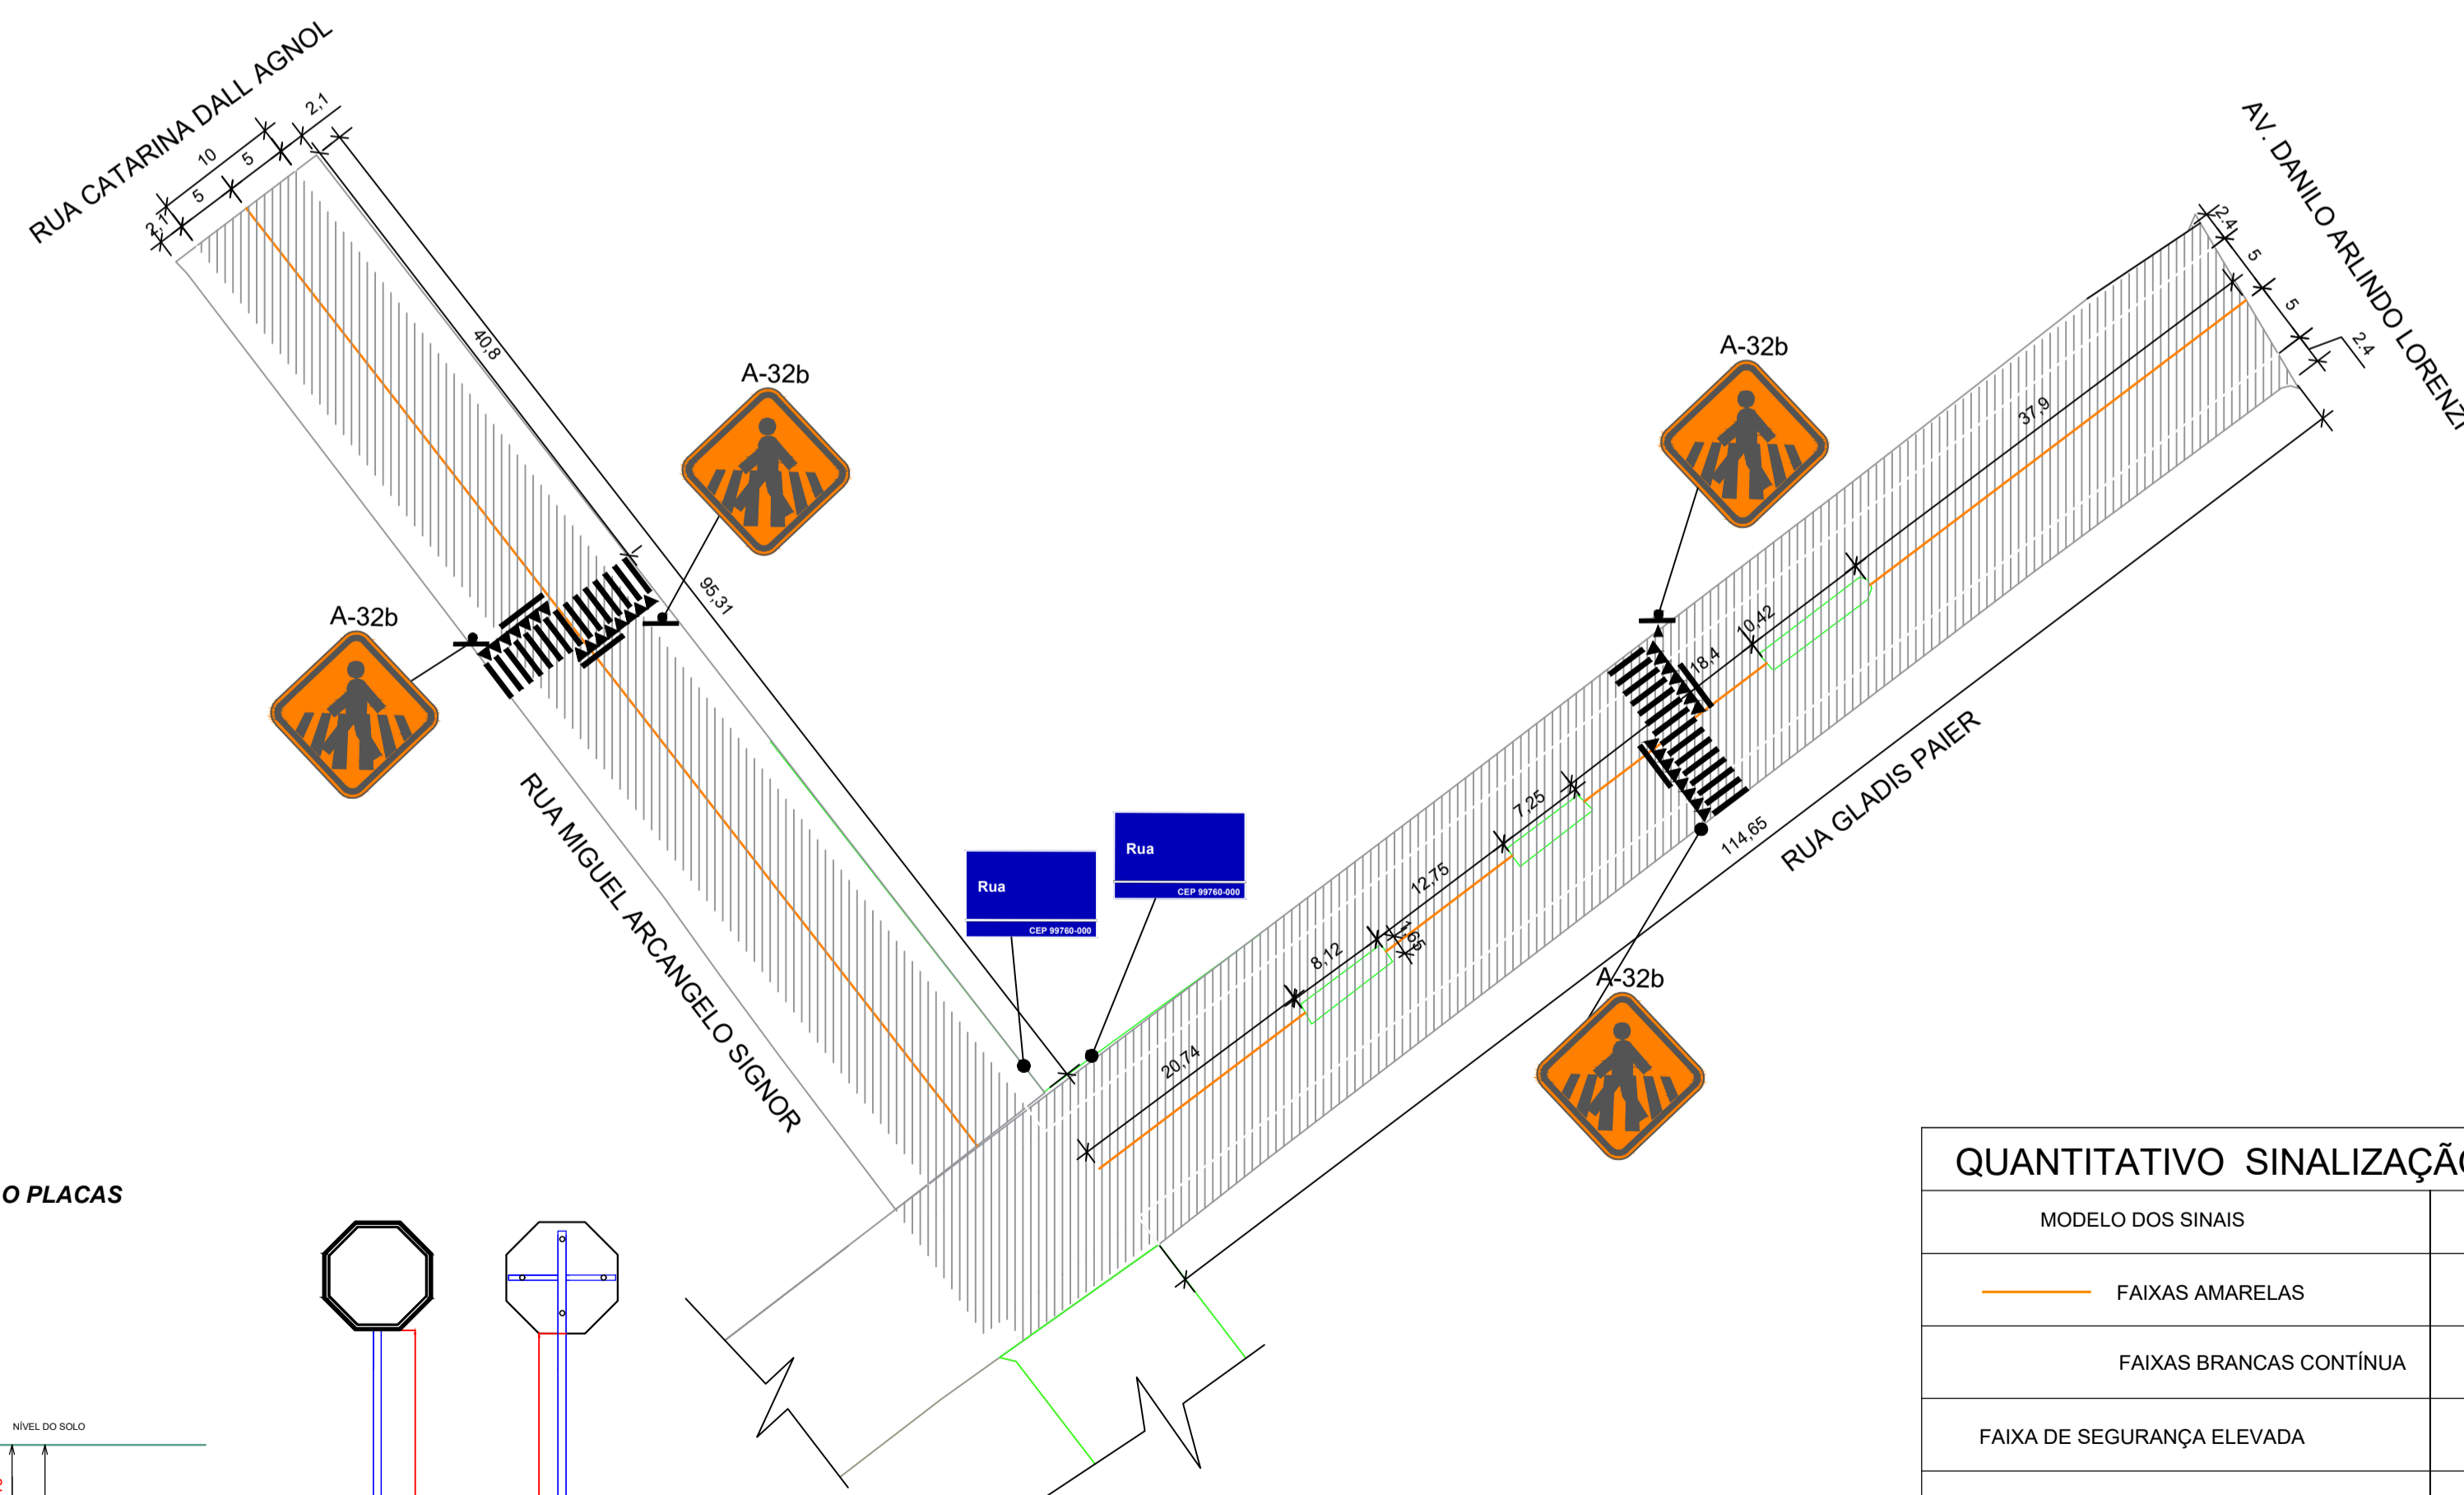 RUA CATARINA DALL AGNOL
2,1
10
5
5
2,1
40,8
95,31
A-32b
A-32b
RUA MIGUEL ARCANGELO SIGNOR
Rua
CEP 99760-000
Rua
CEP 99760-000
A-32b
AV. DANILO ARLINDO LORENZI
2.4
5
5
2.4
37,9
10,42
18,4
7,25
12,75
1,65
8,12
20,74
114,65
RUA GLADIS PAIER
A-32b
O PLACAS
NÍVEL DO SOLO
QUANTITATIVO SINALIZAÇÃO
MODELO DOS SINAIS
FAIXAS AMARELAS
FAIXAS BRANCAS CONTÍNUA
FAIXA DE SEGURANÇA ELEVADA